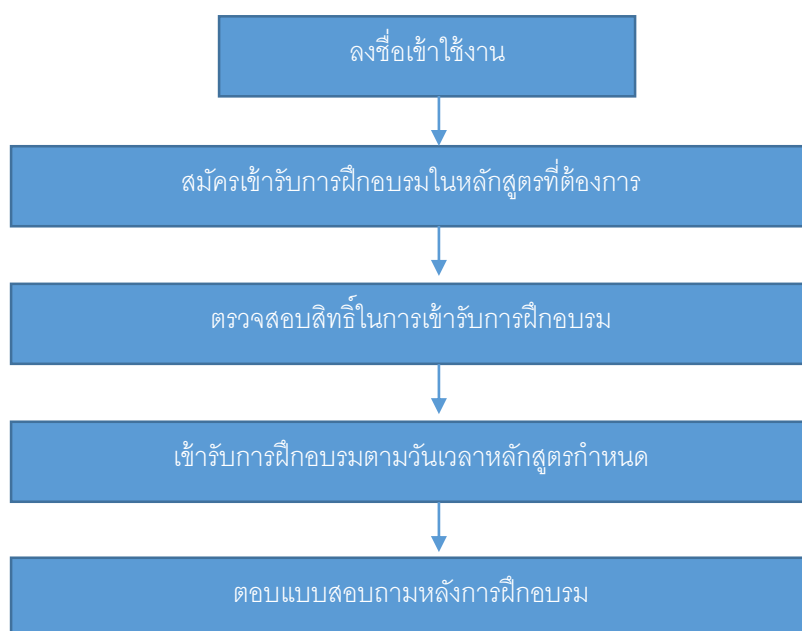 ลงชื่อเข้าใช้งาน
สมัครเข้ารับการฝึกอบรมในหลักสูตรที่ต้องการ
ตรวจสอบสิทธิ์ในการเข้ารับการฝึกอบรม
เข้ารับการฝึกอบรมตามวันเวลาหลักสูตรกำหนด
ตอบแบบสอบถามหลังการฝึกอบรม